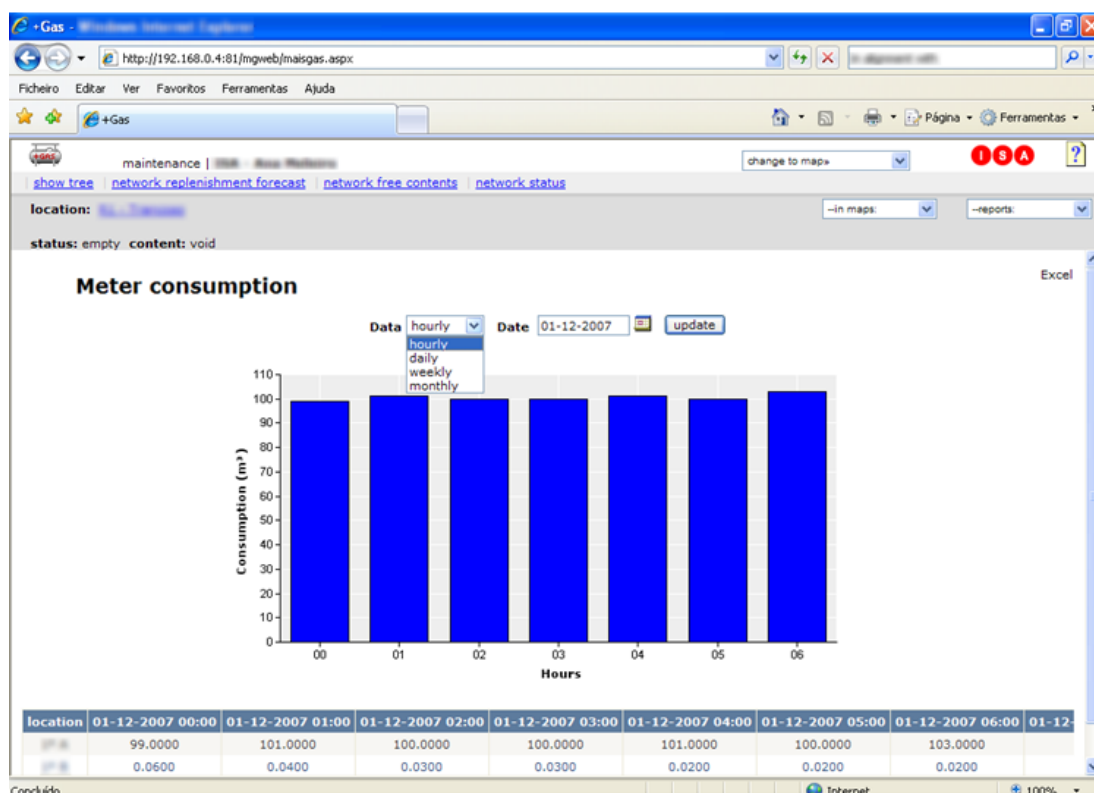 +Gas -
http://192.168.0.4:81/mgweb/maisgas.aspx
Ficheiro Editar Ver Favoritos Ferramentas Ajuda
+Gas Página Ferramentas
+GAS maintenance | change to map» ISA ?
show tree | network replenishment forecast | network free contents | network status
location: --in maps: --reports:
status: empty content: void
Excel
Meter consumption
Data hourly Date 01-12-2007 update
hourly
daily
weekly
monthly
110
100
90
80
70
60
50
40
30
20
10
0
Consumption (m³)
00 01 02 03 04 05 06
Hours
location 01-12-2007 00:00 01-12-2007 01:00 01-12-2007 02:00 01-12-2007 03:00 01-12-2007 04:00 01-12-2007 05:00 01-12-2007 06:00 01-12-
99.0000 101.0000 100.0000 100.0000 101.0000 100.0000 103.0000
0.0600 0.0400 0.0300 0.0300 0.0200 0.0200 0.0200
Concluído Internet 100%